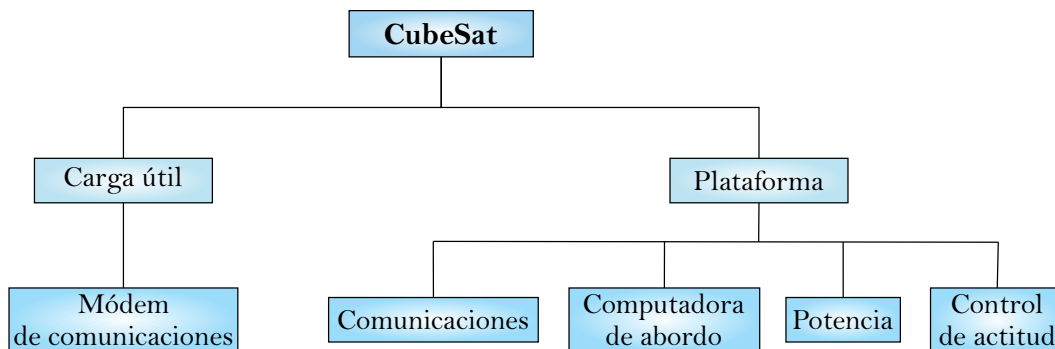 CubeSat
Carga útil
Plataforma
Módem
de comunicaciones
Comunicaciones
Computadora
de abordo
Potencia
Control
de actitud